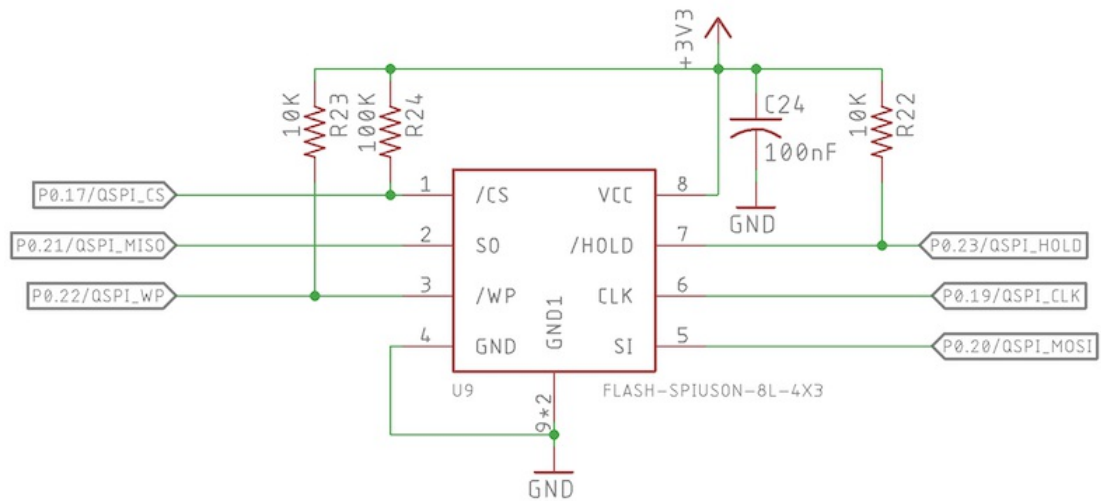 +3V3
10K
R23
100K
R24
C24
100nF
10K
R22
GND
P0.17/QSPI_CS
1
/CS
VCC
8
P0.21/QSPI_MISO
2
SO
/HOLD
7
P0.23/QSPI_HOLD
P0.22/QSPI_WP
3
/WP
CLK
6
P0.19/QSPI_CLK
4
GND
GND1
SI
5
P0.20/QSPI_MOSI
U9
FLASH-SPIUSON-8L-4X3
9*2
GND